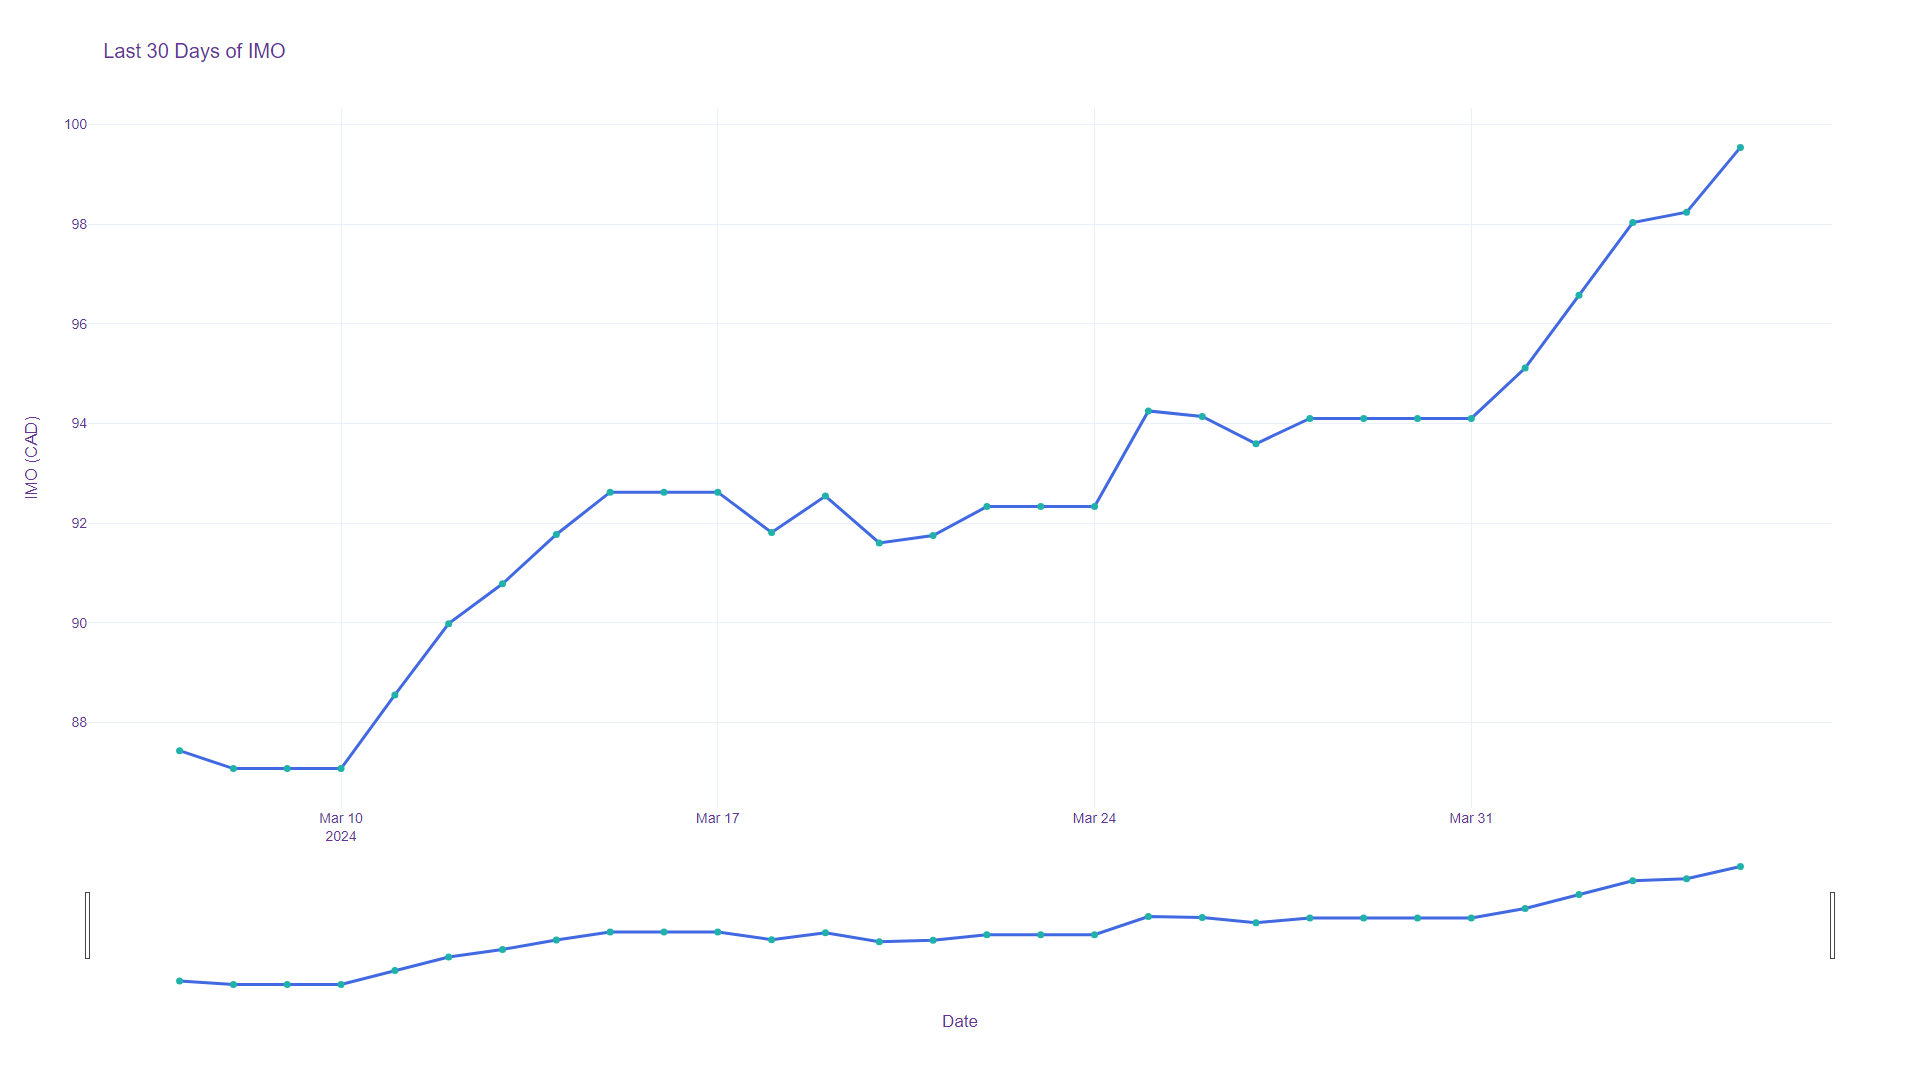 Last 30 Days of IMO
100
98
96
94
92
90
88
IMO (CAD)
Mar 10
2024
Mar 17
Mar 24
Mar 31
Date